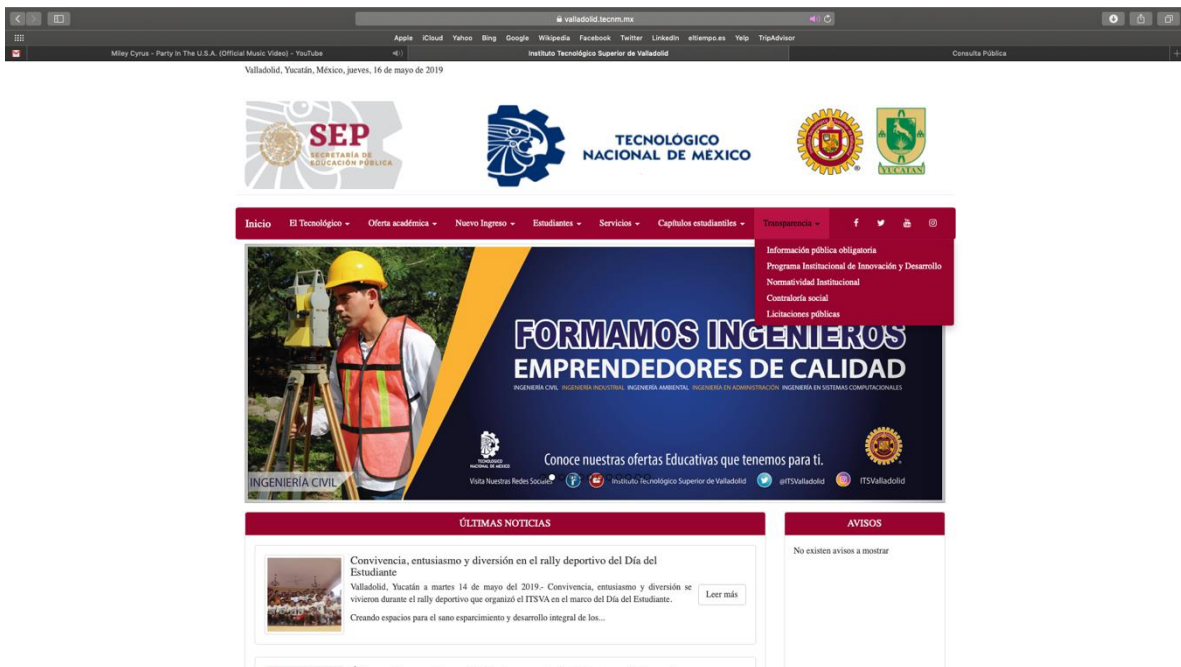 valladolid.tecnm.mx
Apple iCloud Yahoo Bing Google Wikipedia Facebook Twitter LinkedIn eltiempo.es Yelp TripAdvisor
Miley Cyrus - Party In The U.S.A. (Official Music Video) - YouTube
Instituto Tecnológico Superior de Valladolid
Consulta Pública
Valladolid, Yucatán, México, jueves, 16 de mayo de 2019
SEP
SECRETARÍA DE
EDUCACIÓN PÚBLICA
TECNOLÓGICO
NACIONAL DE MÉXICO
YUCATAN
Inicio El Tecnológico Oferta académica Nuevo Ingreso Estudiantes Servicios Capítulos estudiantiles Transparencia
Información pública obligatoria
Programa Institucional de Innovación y Desarrollo
Normatividad Institucional
Contraloría social
Licitaciones públicas
FORMAMOS INGENIEROS
EMPRENDEDORES DE CALIDAD
INGENIERÍA CIVIL INGENIERÍA INDUSTRIAL INGENIERÍA AMBIENTAL INGENIERÍA EN ADMINISTRACIÓN INGENIERÍA EN SISTEMAS COMPUTACIONALES
TECNOLÓGICO
NACIONAL DE MÉXICO
Conoce nuestras ofertas Educativas que tenemos para ti.
INGENIERÍA CIVIL
Visita Nuestras Redes Sociales Instituto Tecnológico Superior de Valladolid @ITSValladolid ITSValladolid
ÚLTIMAS NOTICIAS
AVISOS
Convivencia, entusiasmo y diversión en el rally deportivo del Día del
Estudiante
Valladolid, Yucatán a martes 14 de mayo del 2019.- Convivencia, entusiasmo y diversión se
vivieron durante el rally deportivo que organizó el ITSVA en el marco del Día del Estudiante.
Creando espacios para el sano esparcimiento y desarrollo integral de los...
Leer más
No existen avisos a mostrar